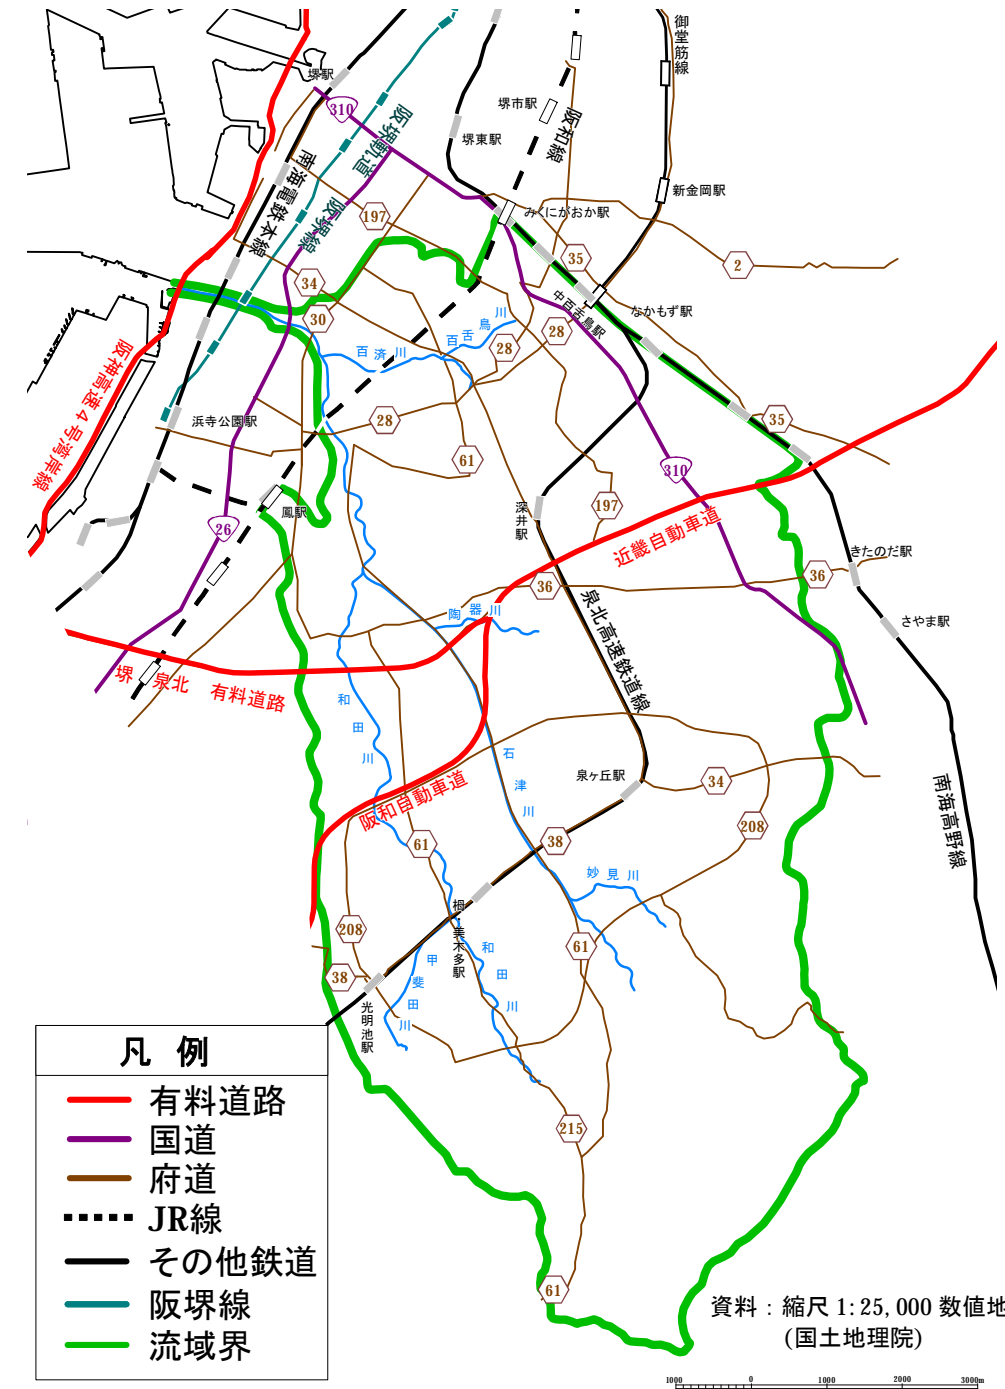 御堂筋線
堺駅
310
堺市駅
阪和線
堺東駅
阪堺軌道
阪堺線
南海電鉄本線
新金岡駅
みくにがおか駅
197
35
2
34
30
中百舌鳥駅
なかもず駅
百舌鳥川
百済川
28
28
阪神高速4号湾岸線
浜寺公園駅
28
35
61
310
197
深井駅
鳳駅
26
近畿自動車道
きたのだ駅
36
36
陶器川
泉北高速鉄道線
さやま駅
堺泉北有料道路
和田川
石津川
泉ヶ丘駅
34
阪和自動車道
208
南海高野線
61
38
妙見川
栂・美木多駅
208
61
和田川
甲斐田川
38
光明池駅
凡例
有料道路
国道
府道
JR線
その他鉄道
阪堺線
流域界
215
61
資料：縮尺 1:25,000 数値地
(国土地理院)
1000 0 1000 2000 3000m